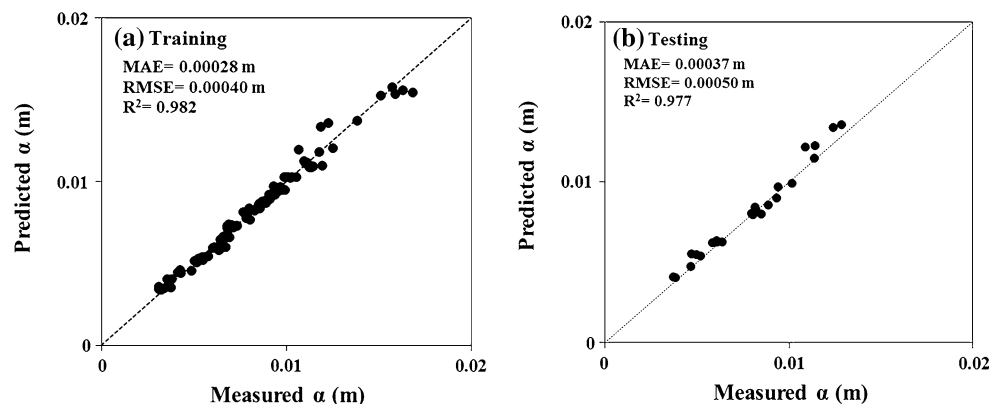 (a) Training
MAE= 0.00028 m
RMSE= 0.00040 m
R²= 0.982
0.02
0.01
0
0
0.01
0.02
Predicted α (m)
Measured α (m)
(b) Testing
MAE= 0.00037 m
RMSE= 0.00050 m
R²= 0.977
0.02
0.01
0
0
0.01
0.02
Predicted α (m)
Measured α (m)